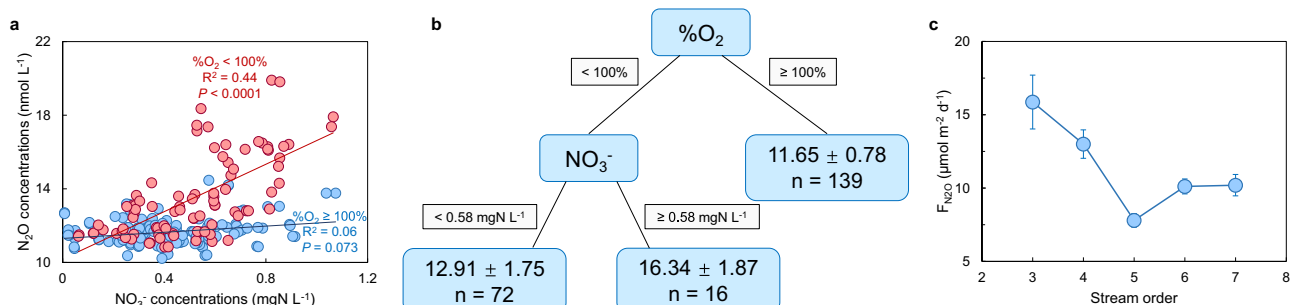 a
N₂O concentrations (nmol L⁻¹)
22
18
14
10
%O₂ < 100%
R² = 0.44
P < 0.0001
%O₂ ≥ 100%
R² = 0.06
P = 0.073
0
0.4
0.8
1.2
NO₃⁻ concentrations (mgN L⁻¹)
b
%O₂
< 100%
≥ 100%
NO₃⁻
11.65 ± 0.78
n = 139
< 0.58 mgN L⁻¹
≥ 0.58 mgN L⁻¹
12.91 ± 1.75
n = 72
16.34 ± 1.87
n = 16
c
F_N2O (μmol m⁻² d⁻¹)
20
15
10
5
2
3
4
5
6
7
8
Stream order